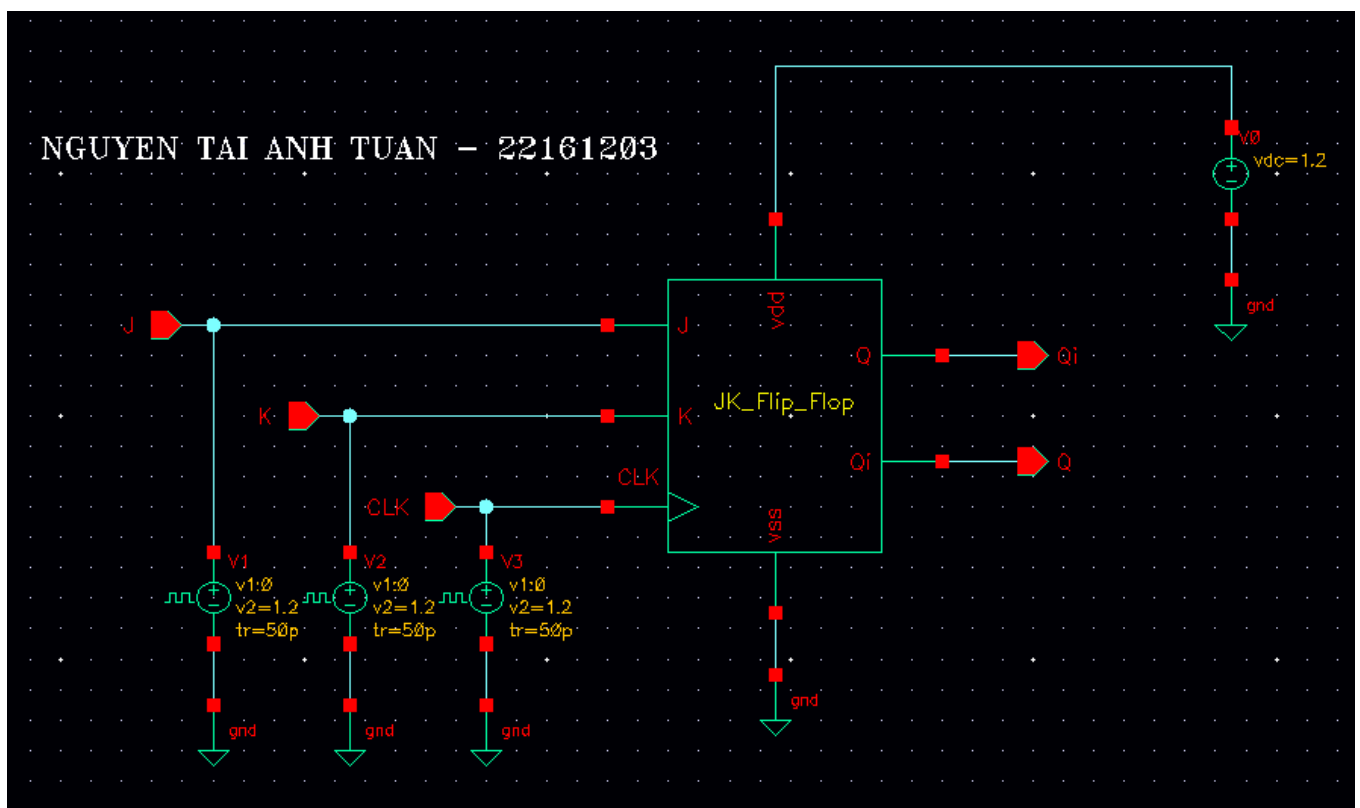 NGUYEN TAI ANH TUAN - 22161203
V0
vdc=1.2
gnd
vdd
J
J
Q
Qi
JK_Flip_Flop
K
K
Qi
Q
CLK
CLK
vss
V1
v1:0
v2=1.2
tr=50p
V2
v1:0
v2=1.2
tr=50p
V3
v1:0
v2=1.2
tr=50p
gnd
gnd
gnd
gnd